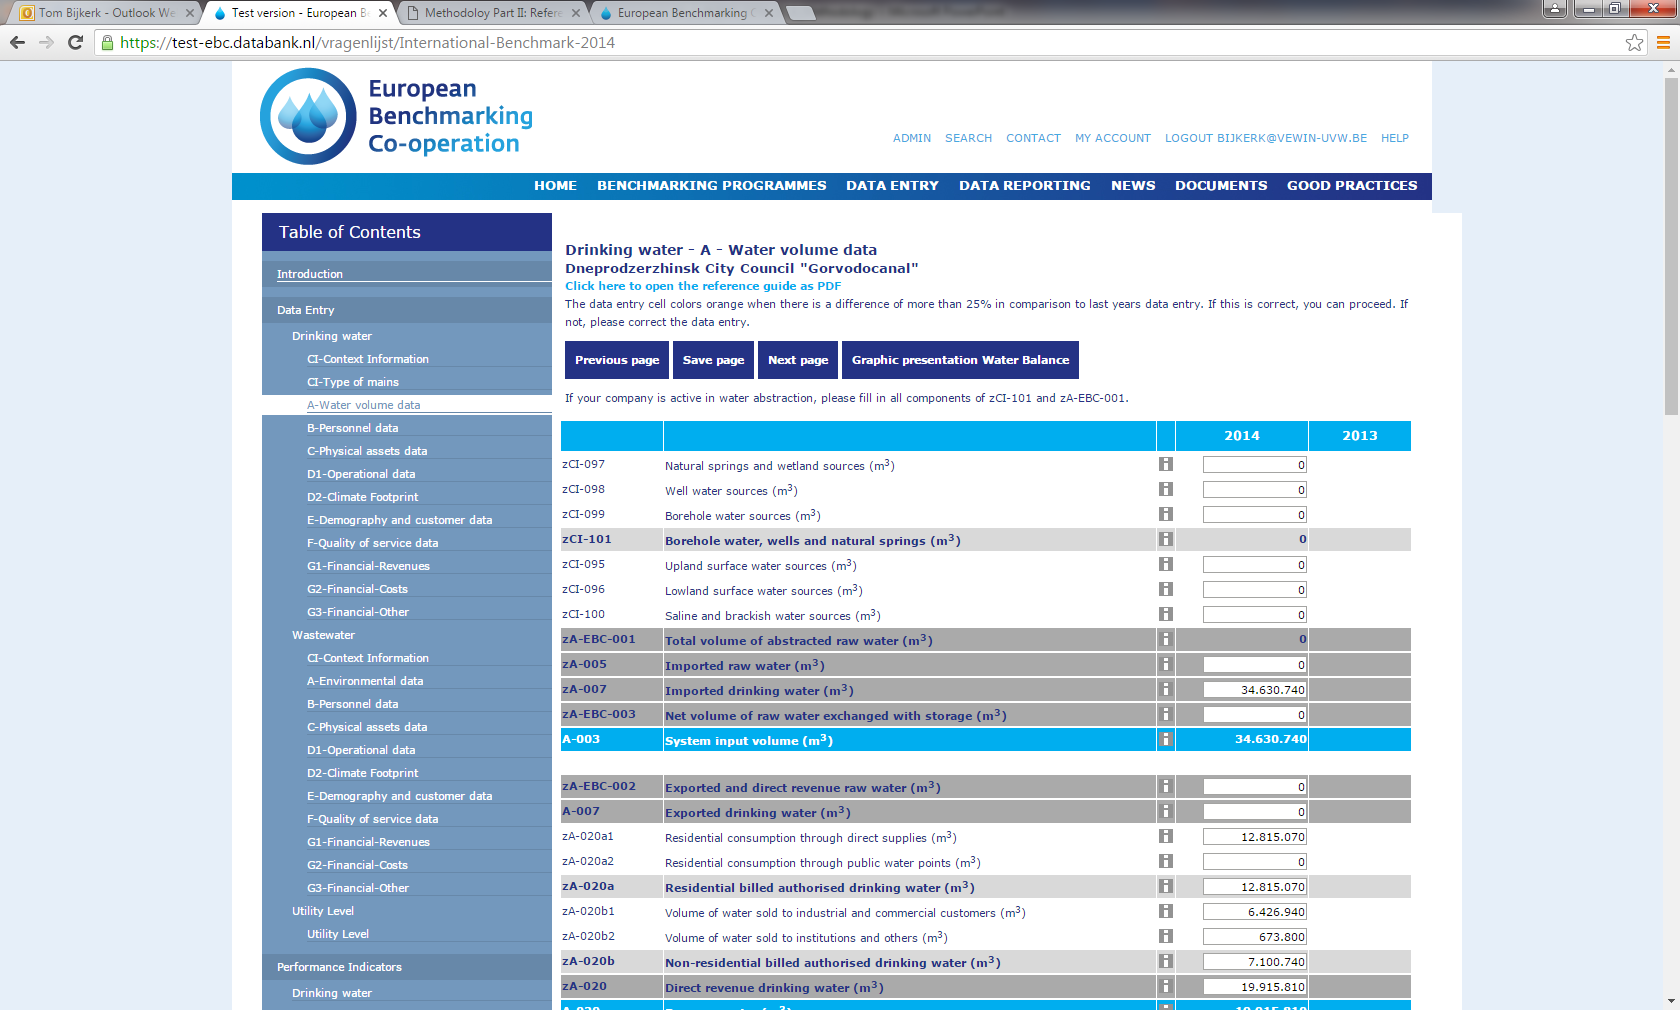 Tom Bijkerk - Outlook We
Test version - European B
Methodoloy Part II: Refere
European Benchmarking C
https://test-ebc.databank.nl/vragenlijst/International-Benchmark-2014
European
Benchmarking
Co-operation
ADMIN SEARCH CONTACT MY ACCOUNT LOGOUT BIJKERK@VEWIN-UVW.BE HELP
HOME BENCHMARKING PROGRAMMES DATA ENTRY DATA REPORTING NEWS DOCUMENTS GOOD PRACTICES
Table of Contents
Introduction
Data Entry
Drinking water
CI-Context Information
CI-Type of mains
A-Water volume data
B-Personnel data
C-Physical assets data
D1-Operational data
D2-Climate Footprint
E-Demography and customer data
F-Quality of service data
G1-Financial-Revenues
G2-Financial-Costs
G3-Financial-Other
Wastewater
CI-Context Information
A-Environmental data
B-Personnel data
C-Physical assets data
D1-Operational data
D2-Climate Footprint
E-Demography and customer data
F-Quality of service data
G1-Financial-Revenues
G2-Financial-Costs
G3-Financial-Other
Utility Level
Utility Level
Performance Indicators
Drinking water
Drinking water - A - Water volume data
Dneprodzerzhinsk City Council "Gorvodocanal"
Click here to open the reference guide as PDF
The data entry cell colors orange when there is a difference of more than 25% in comparison to last years data entry. If this is correct, you can proceed. If
not, please correct the data entry.
Previous page Save page Next page Graphic presentation Water Balance
If your company is active in water abstraction, please fill in all components of zCI-101 and zA-EBC-001.
2014 2013
zCI-097 Natural springs and wetland sources (m³) 0
zCI-098 Well water sources (m³) 0
zCI-099 Borehole water sources (m³) 0
zCI-101 Borehole water, wells and natural springs (m³) 0
zCI-095 Upland surface water sources (m³) 0
zCI-096 Lowland surface water sources (m³) 0
zCI-100 Saline and brackish water sources (m³) 0
zA-EBC-001 Total volume of abstracted raw water (m³) 0
zA-005 Imported raw water (m³) 0
zA-007 Imported drinking water (m³) 34.630.740
zA-EBC-003 Net volume of raw water exchanged with storage (m³) 0
A-003 System input volume (m³) 34.630.740
zA-EBC-002 Exported and direct revenue raw water (m³) 0
A-007 Exported drinking water (m³) 0
zA-020a1 Residential consumption through direct supplies (m³) 12.815.070
zA-020a2 Residential consumption through public water points (m³) 0
zA-020a Residential billed authorised drinking water (m³) 12.815.070
zA-020b1 Volume of water sold to industrial and commercial customers (m³) 6.426.940
zA-020b2 Volume of water sold to institutions and others (m³) 673.800
zA-020b Non-residential billed authorised drinking water (m³) 7.100.740
zA-020 Direct revenue drinking water (m³) 19.915.810